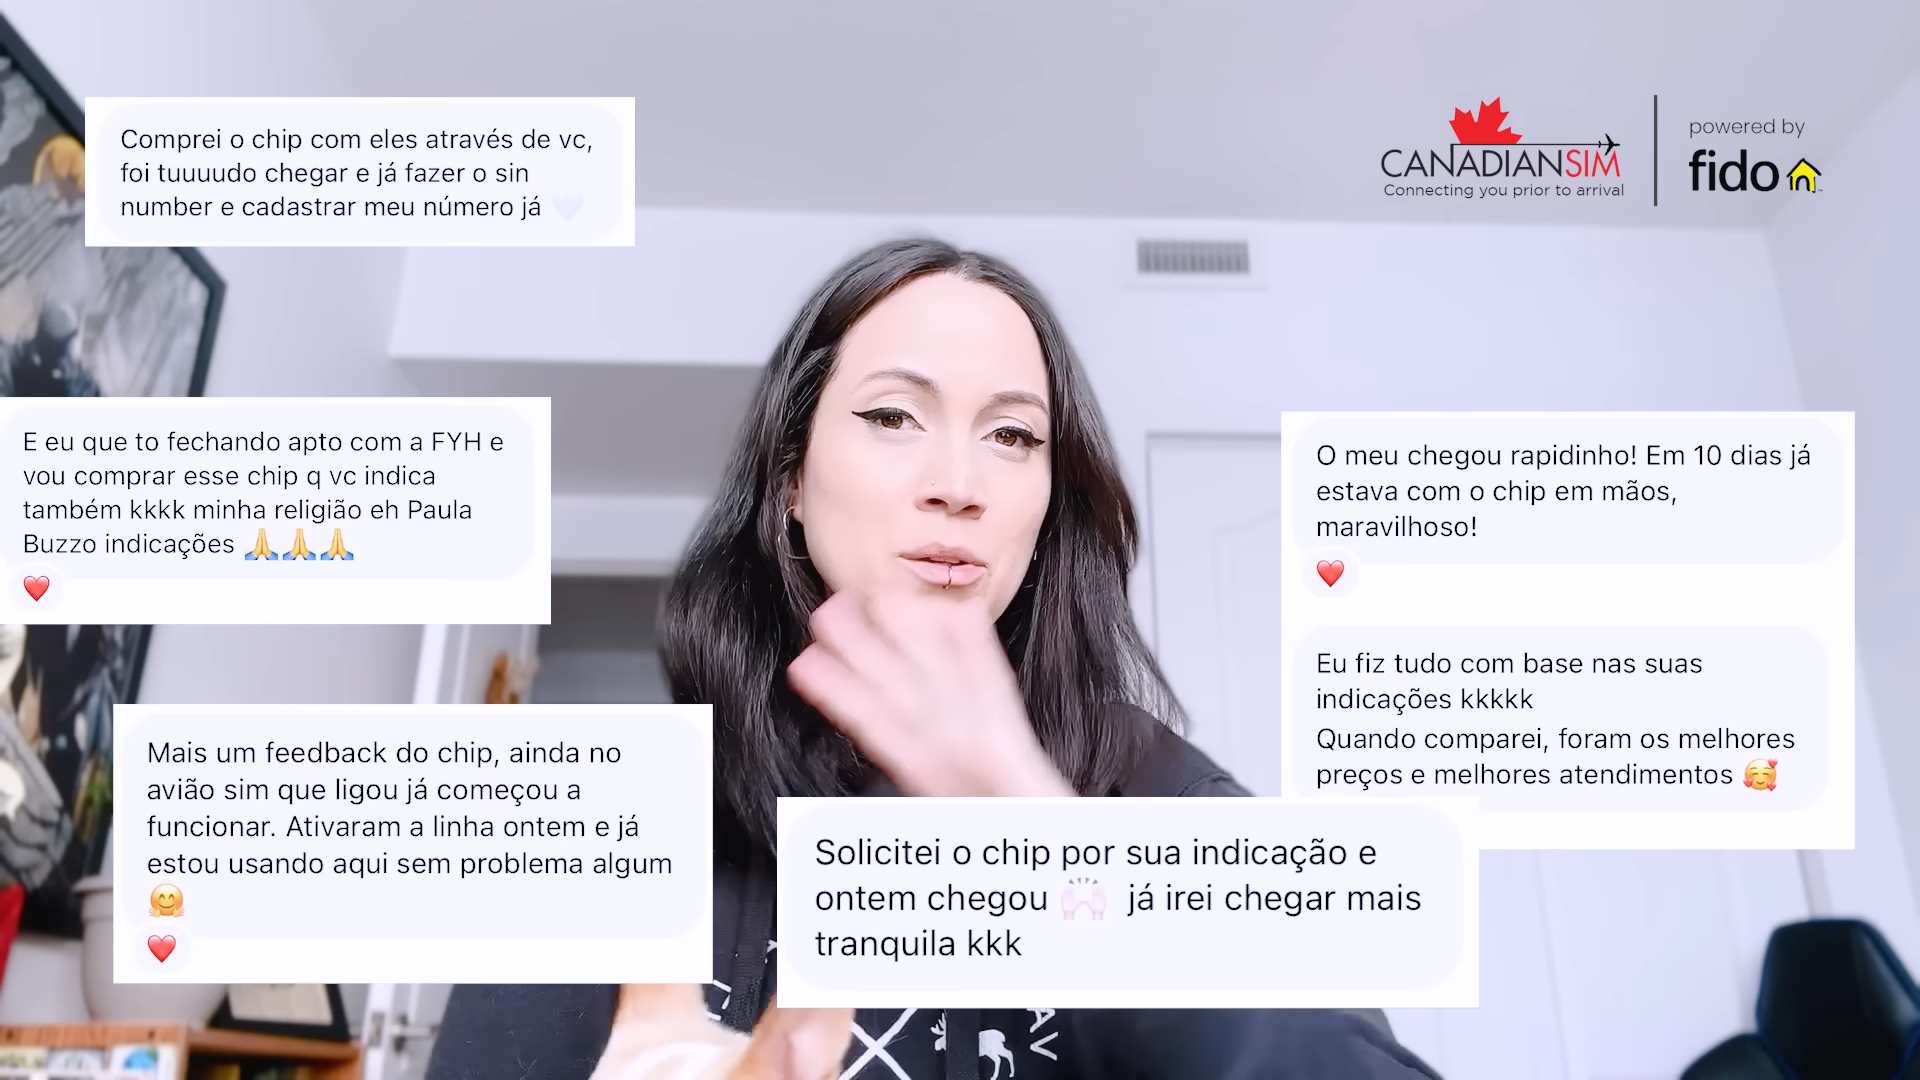 Comprei o chip com eles através de vc,
foi tuuuudo chegar e já fazer o sin
number e cadastrar meu número já
CANADIANSIM
Connecting you prior to arrival
powered by
fido
E eu que to fechando apto com a FYH e
vou comprar esse chip q vc indica
também kkkk minha religião eh Paula
Buzzo indicações 🙏🙏🙏
❤️
O meu chegou rapidinho! Em 10 dias já
estava com o chip em mãos,
maravilhoso!
❤️
Eu fiz tudo com base nas suas
indicações kkkkk
Quando comparei, foram os melhores
preços e melhores atendimentos 🥰
Mais um feedback do chip, ainda no
avião sim que ligou já começou a
funcionar. Ativaram a linha ontem e já
estou usando aqui sem problema algum
🤗
❤️
Solicitei o chip por sua indicação e
ontem chegou 🙌🏻 já irei chegar mais
tranquila kkk